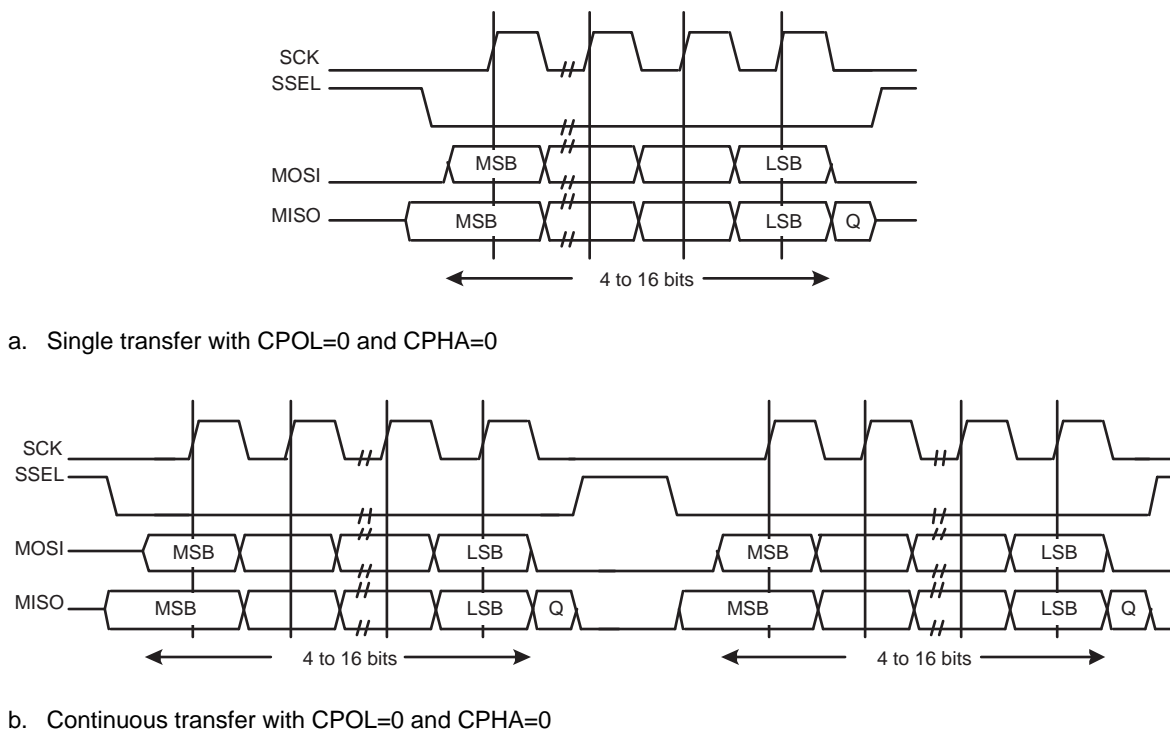 SCK
SSEL
MOSI MSB LSB
MISO MSB LSB Q
4 to 16 bits
a. Single transfer with CPOL=0 and CPHA=0
SCK
SSEL
MOSI MSB LSB MSB LSB
MISO MSB LSB Q MSB LSB Q
4 to 16 bits 4 to 16 bits
b. Continuous transfer with CPOL=0 and CPHA=0